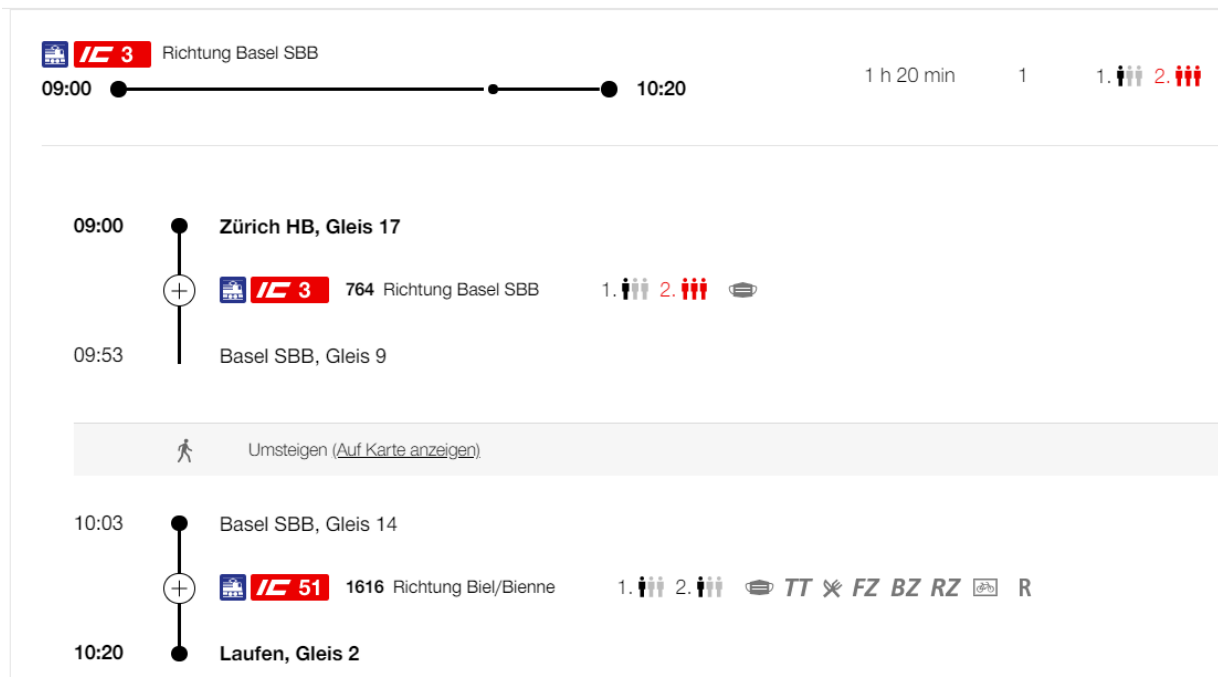 IC 3 Richtung Basel SBB
09:00 10:20 1 h 20 min 1 1. 2.
09:00 Zürich HB, Gleis 17
IC 3 764 Richtung Basel SBB 1. 2.
09:53 Basel SBB, Gleis 9
Umsteigen (Auf Karte anzeigen)
10:03 Basel SBB, Gleis 14
IC 51 1616 Richtung Biel/Bienne 1. 2. TT FZ BZ RZ R
10:20 Laufen, Gleis 2